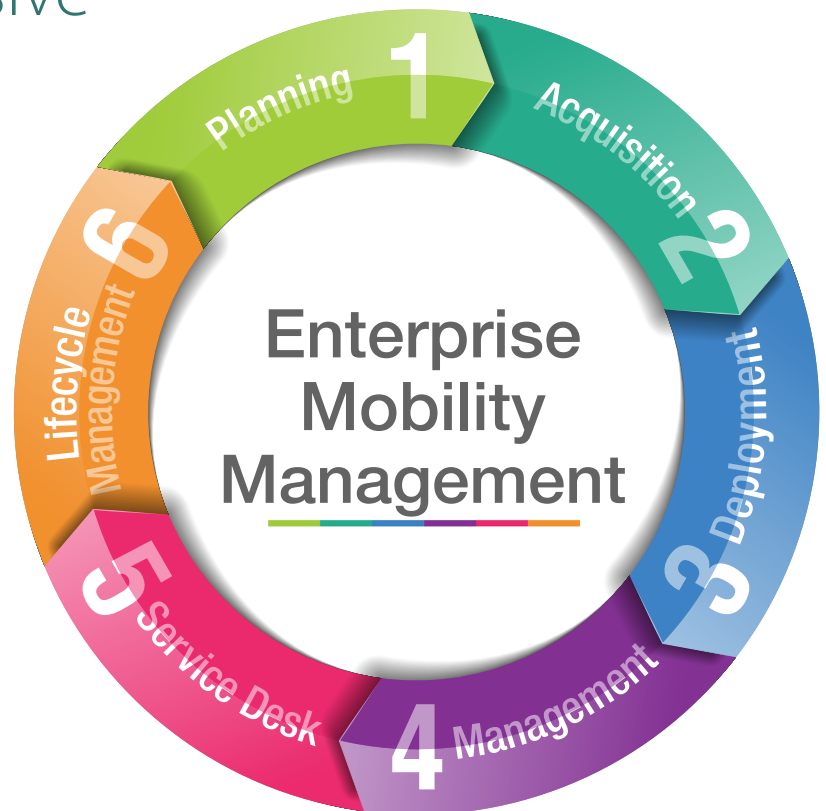 Planning 1
Acquisition 2
Deployment 3
Management 4
Service Desk 5
Lifecycle
Management 6
Enterprise
Mobility
Management